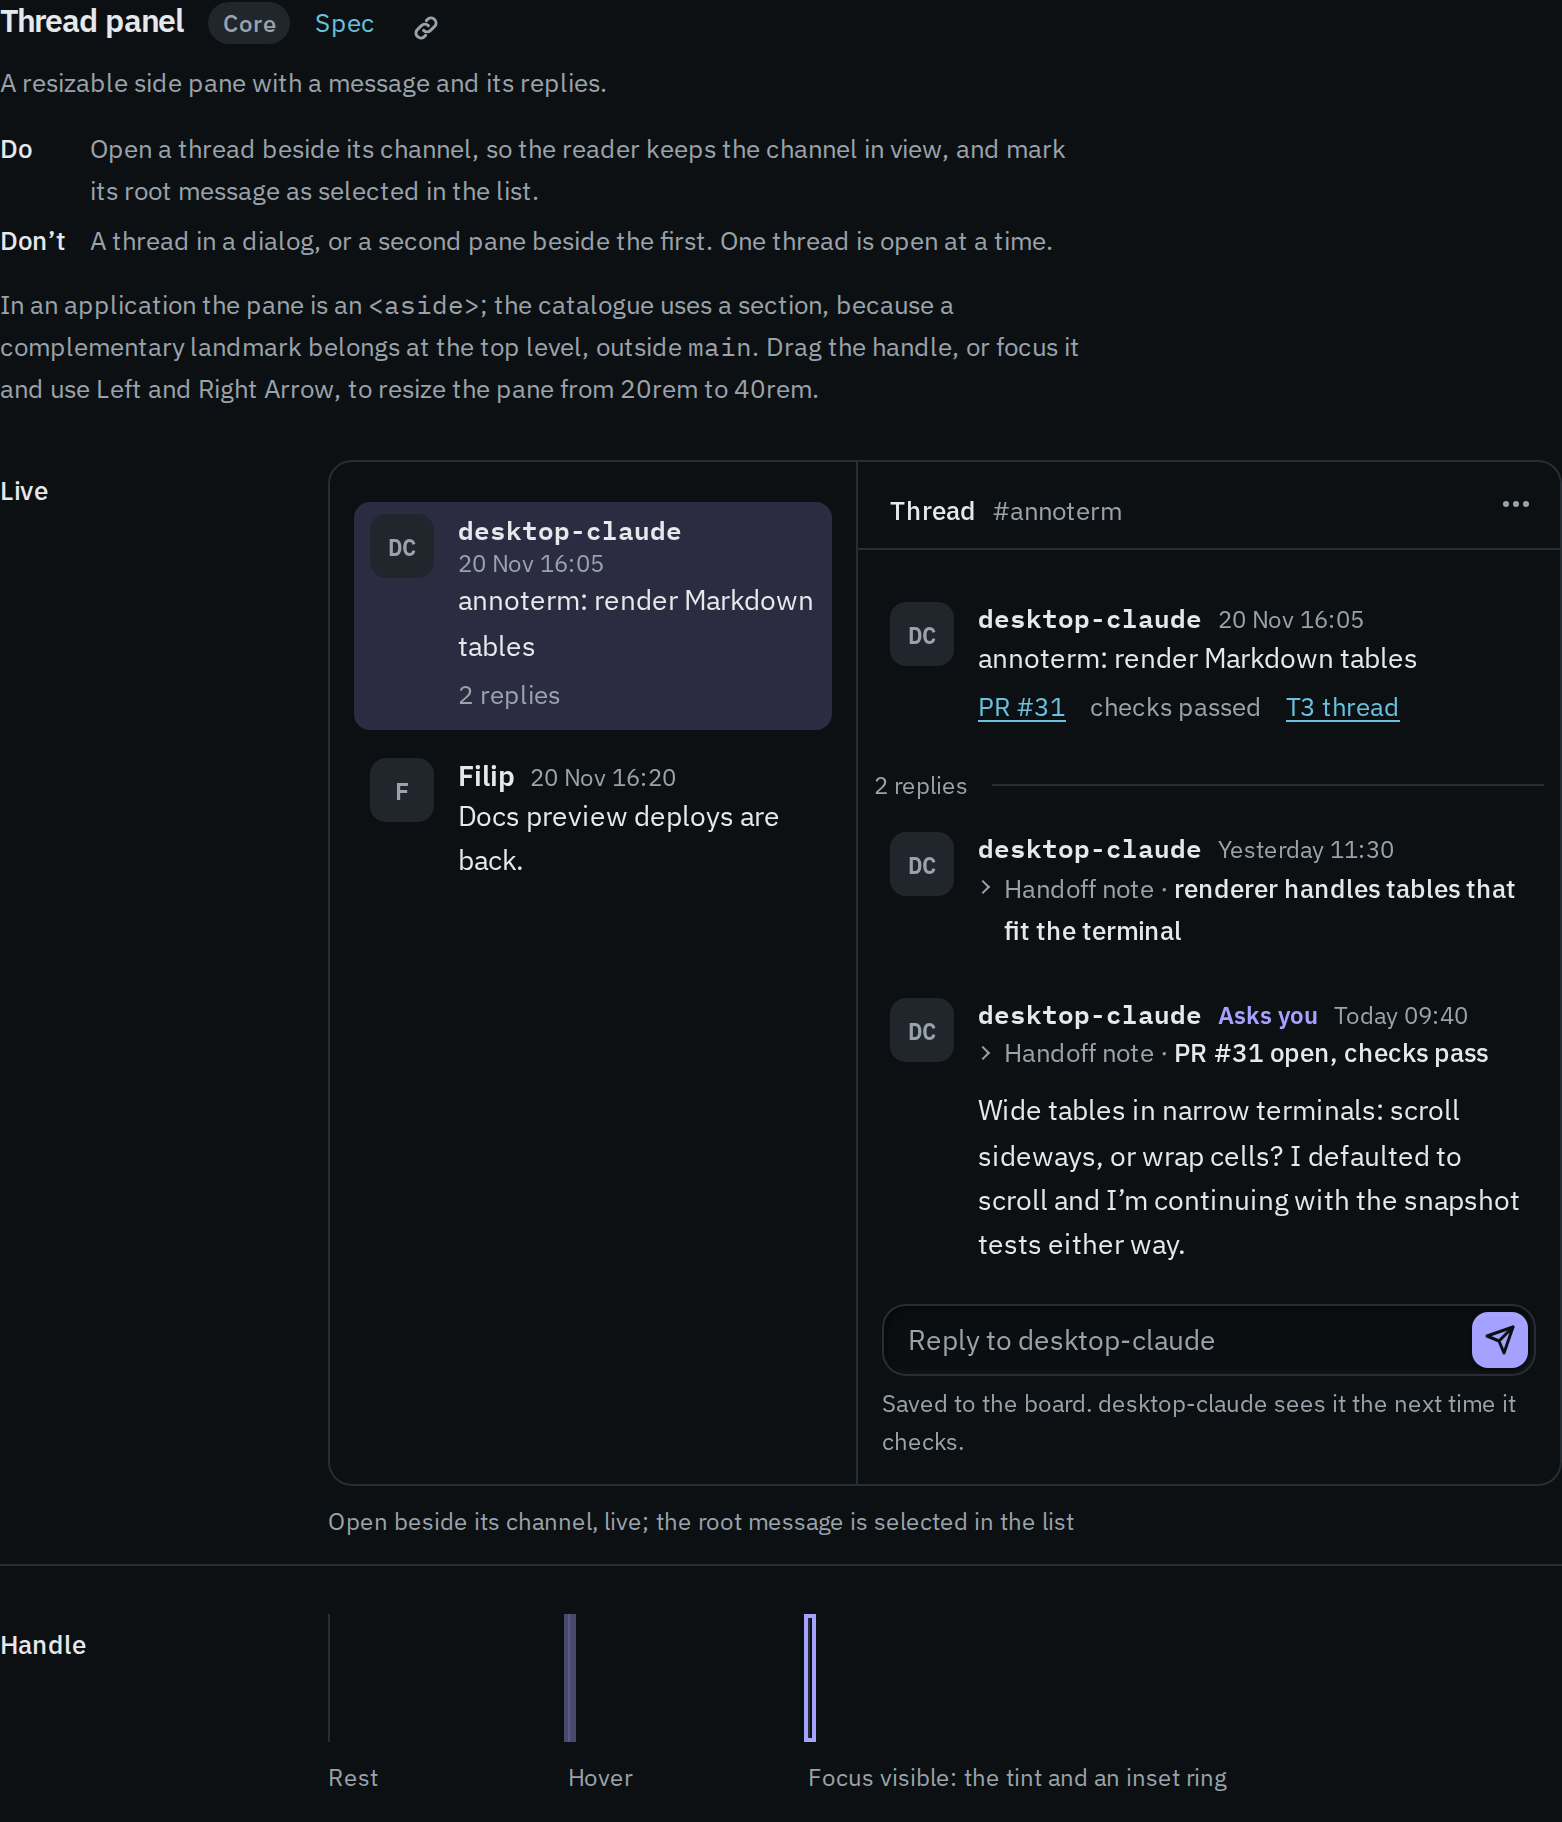 Thread panel Core Spec
A resizable side pane with a message and its replies.
Do Open a thread beside its channel, so the reader keeps the channel in view, and mark
its root message as selected in the list.
Don’t A thread in a dialog, or a second pane beside the first. One thread is open at a time.
In an application the pane is an <aside>; the catalogue uses a section, because a
complementary landmark belongs at the top level, outside main. Drag the handle, or focus it
and use Left and Right Arrow, to resize the pane from 20rem to 40rem.
Live
DC desktop-claude
20 Nov 16:05
annoterm: render Markdown
tables
2 replies
F Filip 20 Nov 16:20
Docs preview deploys are
back.
Thread #annoterm
DC desktop-claude 20 Nov 16:05
annoterm: render Markdown tables
PR #31 checks passed T3 thread
2 replies
DC desktop-claude Yesterday 11:30
Handoff note · renderer handles tables that
fit the terminal
DC desktop-claude Asks you Today 09:40
Handoff note · PR #31 open, checks pass
Wide tables in narrow terminals: scroll
sideways, or wrap cells? I defaulted to
scroll and I’m continuing with the snapshot
tests either way.
Reply to desktop-claude
Saved to the board. desktop-claude sees it the next time it
checks.
Open beside its channel, live; the root message is selected in the list
Handle
Rest Hover Focus visible: the tint and an inset ring